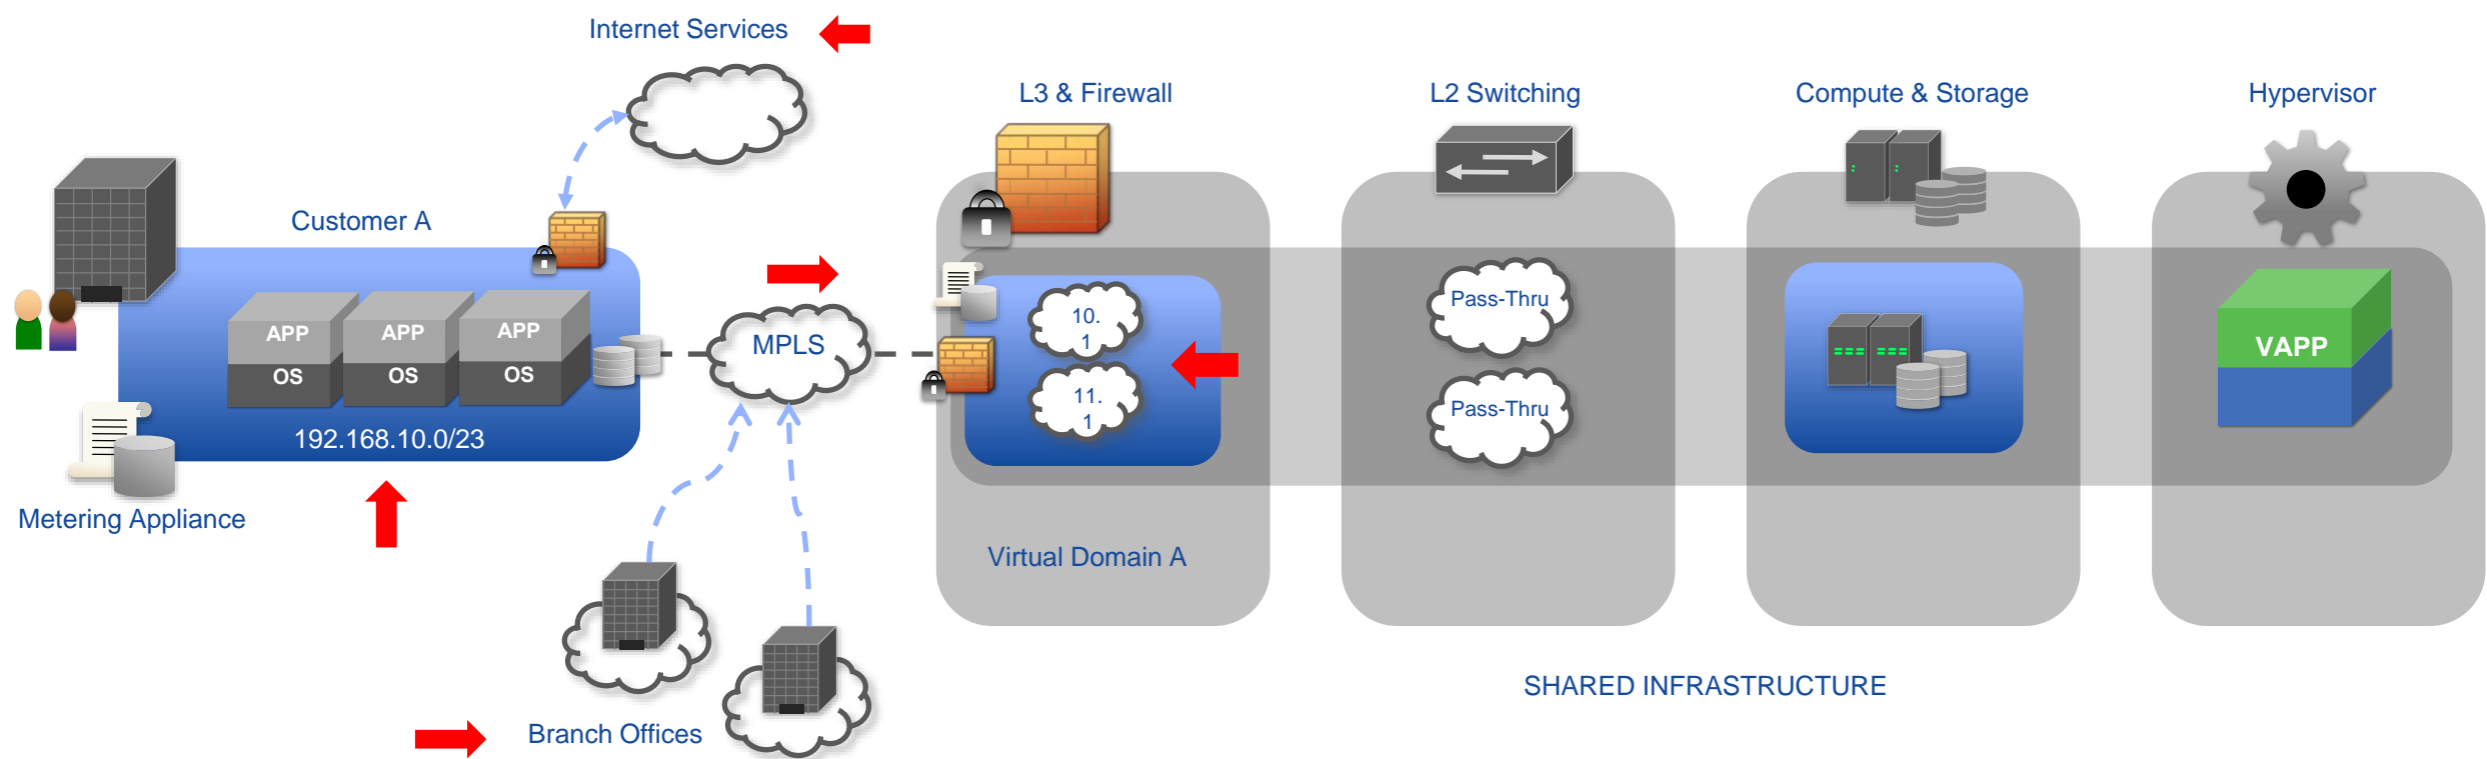 Internet Services
L3 & Firewall
L2 Switching
Compute & Storage
Hypervisor
Customer A
APP
APP
APP
OS
OS
OS
192.168.10.0/23
Metering Appliance
MPLS
10.
1
11.
1
Pass-Thru
Pass-Thru
VAPP
Virtual Domain A
Branch Offices
SHARED INFRASTRUCTURE